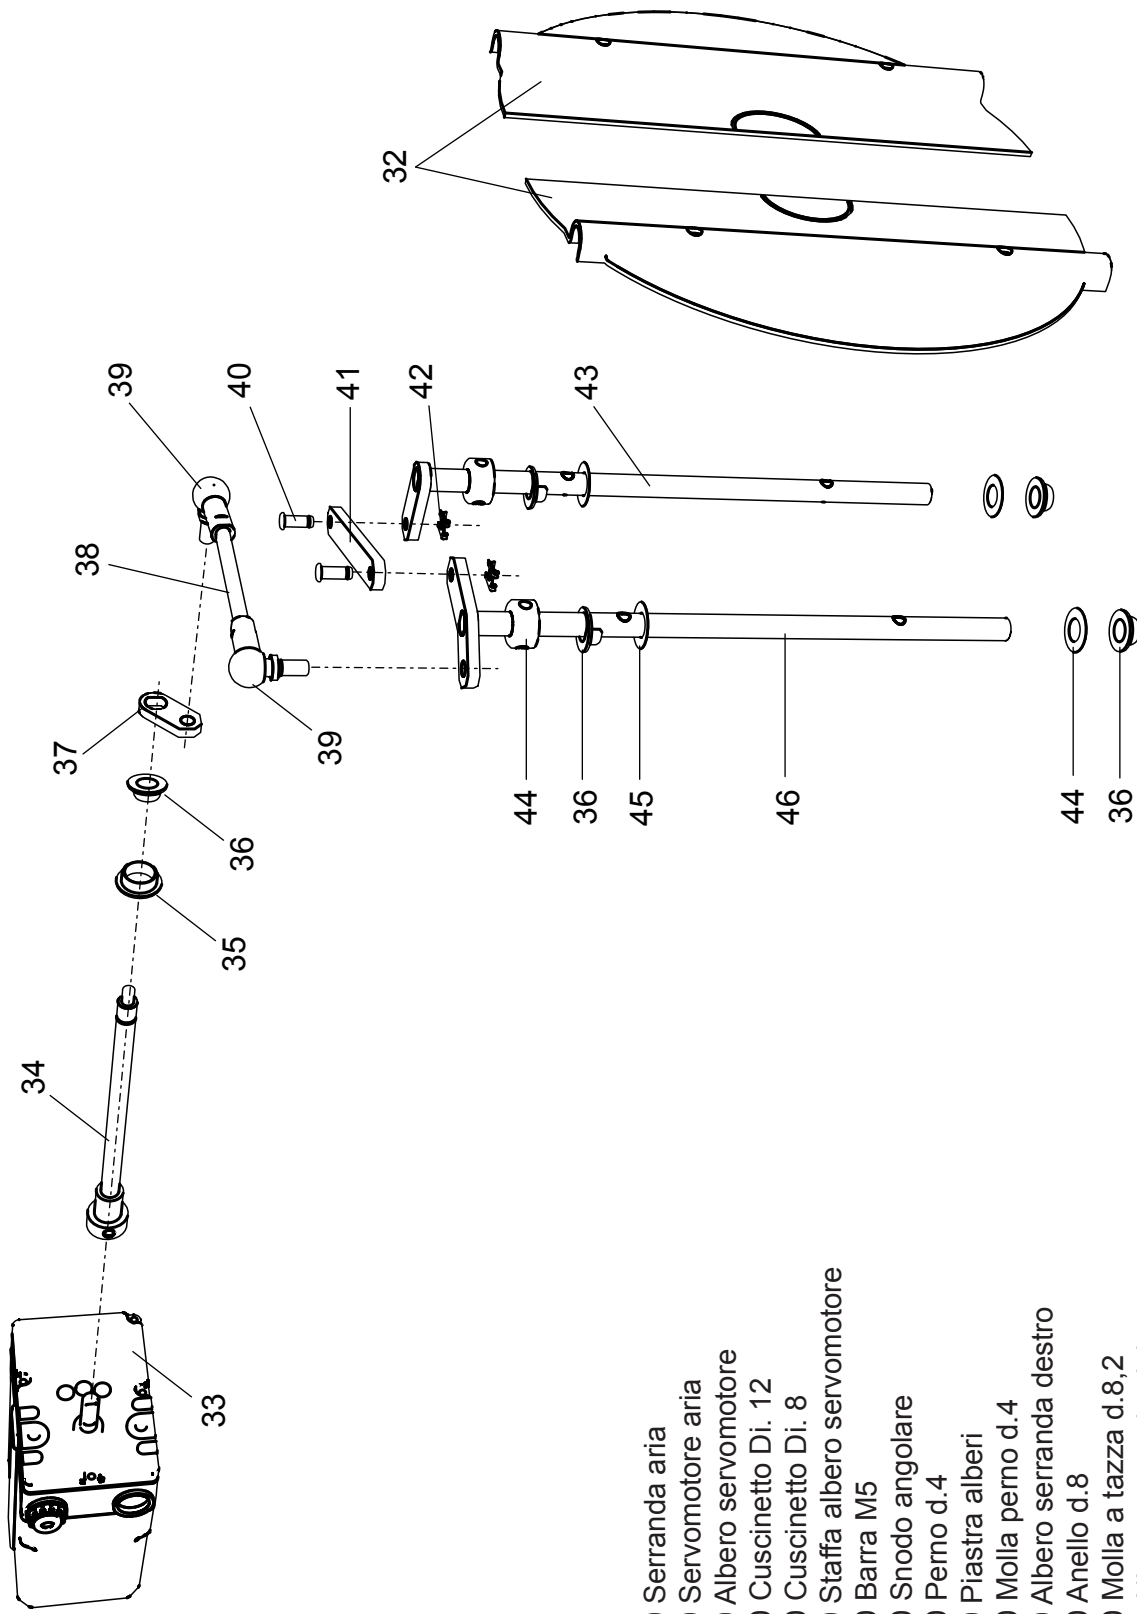 32
39
40
41
42
43
38
37
39
36
35
44
36
45
46
44
36
34
33
Serranda aria
Servomotore aria
Albero servomotore
Cuscinetto Di. 12
Cuscinetto Di. 8
Staffa albero servomotore
Barra M5
Snodo angolare
Perno d.4
Piastra alberi
Molla perno d.4
Albero serranda destro
Anello d.8
Molla a tazza d.8,2